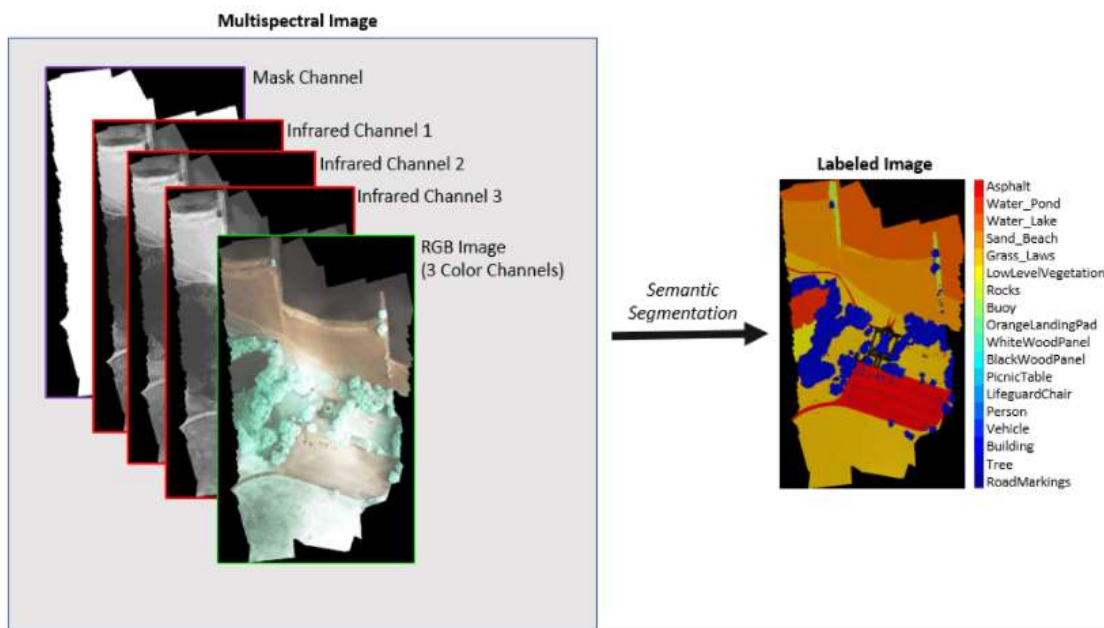 Multispectral Image
Mask Channel
Infrared Channel 1
Infrared Channel 2
Infrared Channel 3
RGB Image
(3 Color Channels)
Semantic
Segmentation
Labeled Image
Asphalt
Water_Pond
Water_Lake
Sand_Beach
Grass_Laws
LowLevelVegetation
Rocks
Buoy
OrangeLandingPad
WhiteWoodPanel
BlackWoodPanel
PicnicTable
LifeguardChair
Person
Vehicle
Building
Tree
RoadMarkings